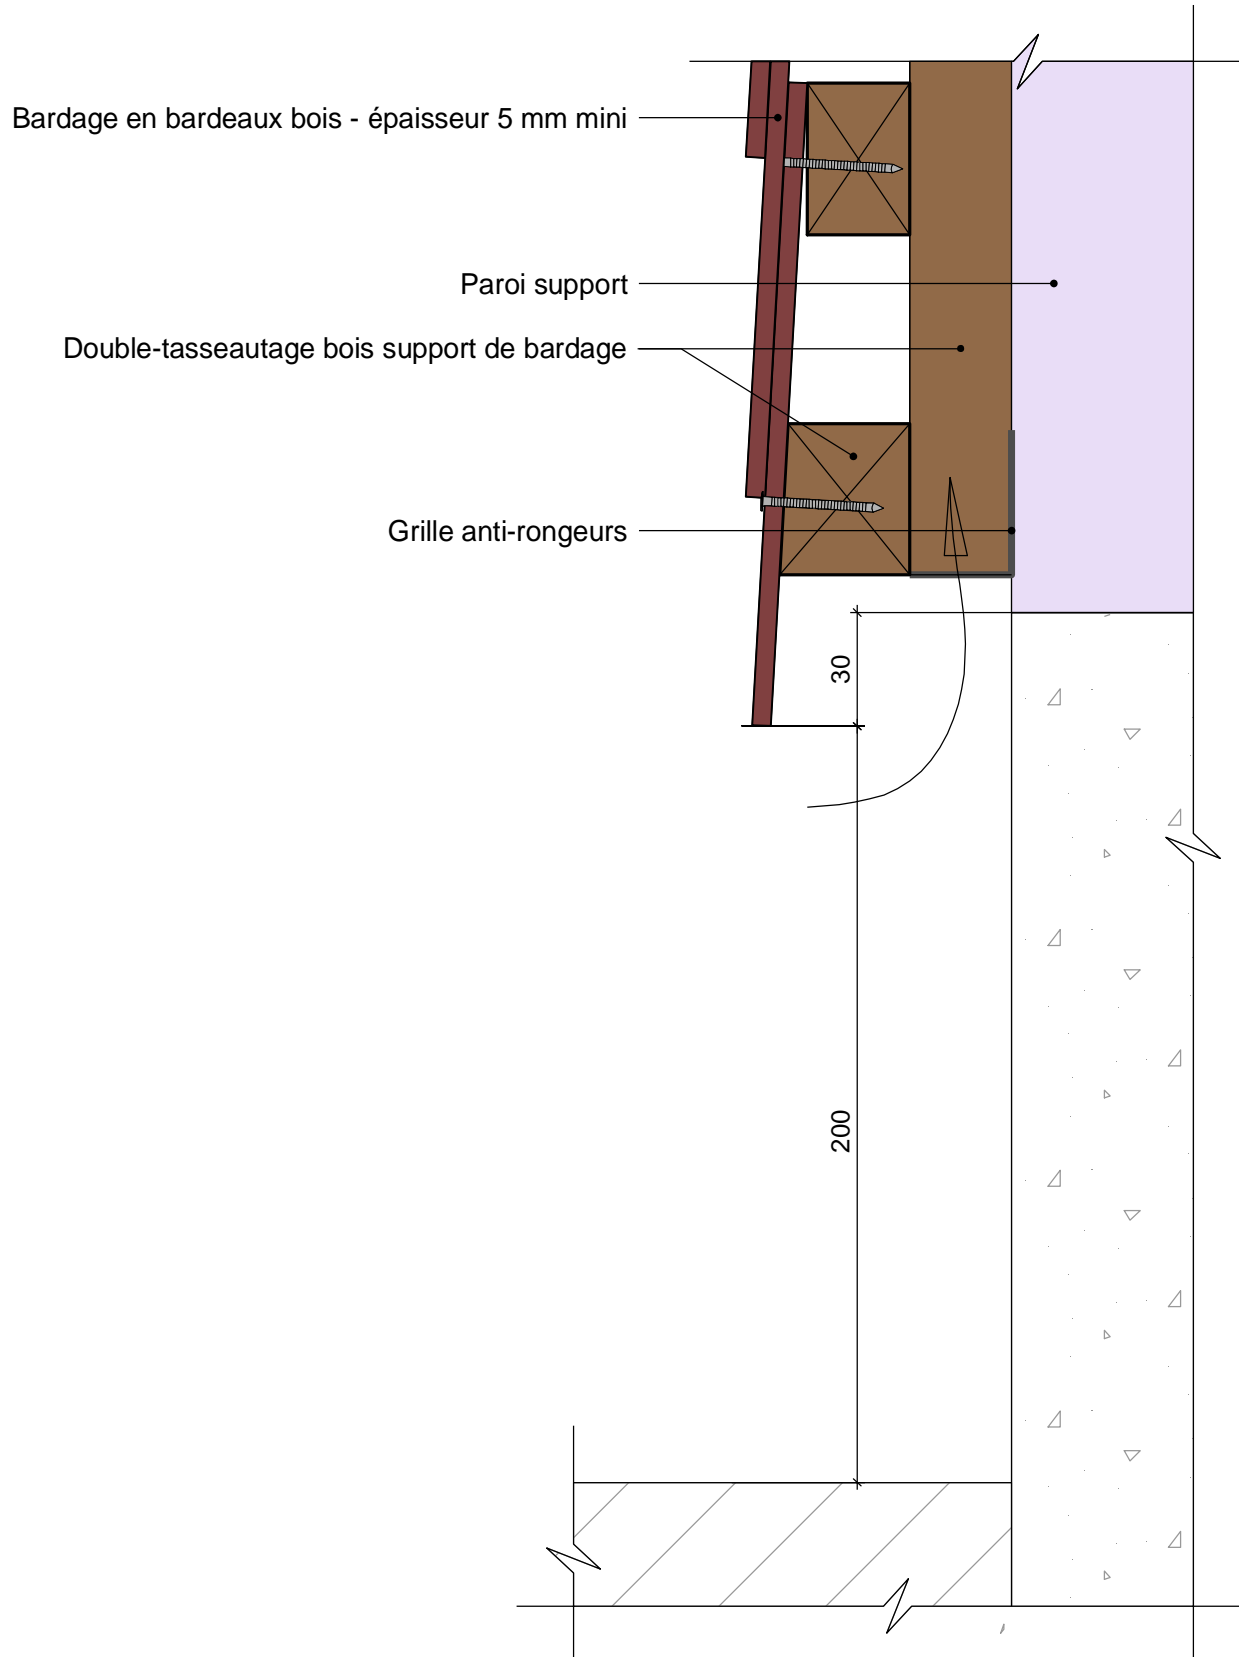 Bardage en bardeaux bois - épaisseur 5 mm mini
Paroi support
Double-tasseautage bois support de bardage
Grille anti-rongeurs
30
200